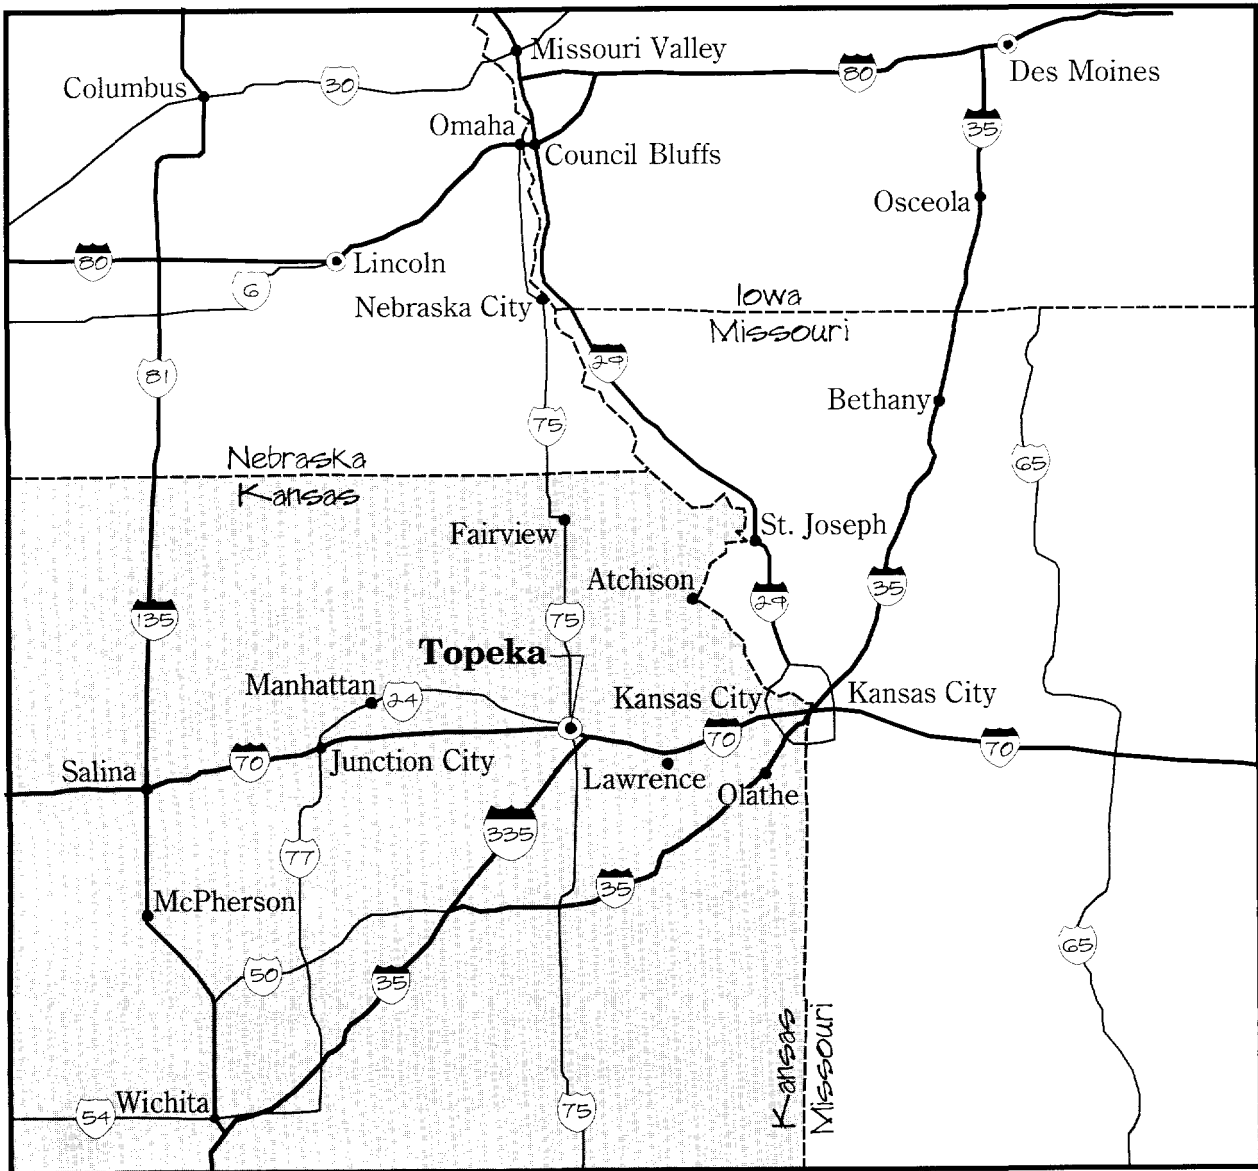 Missouri Valley
80
Des Moines
Columbus
30
Omaha
Council Bluffs
35
Osceola
80
Lincoln
6
Nebraska City
Iowa
Missouri
29
81
Bethany
75
65
Nebraska
Kansas
Fairview
St. Joseph
Atchison
35
29
135
75
Topeka
Manhattan
24
Kansas City
Kansas City
70
70
70
Salina
Junction City
Lawrence
Olathe
335
77
35
McPherson
65
50
35
Kansas
Missouri
Wichita
54
75